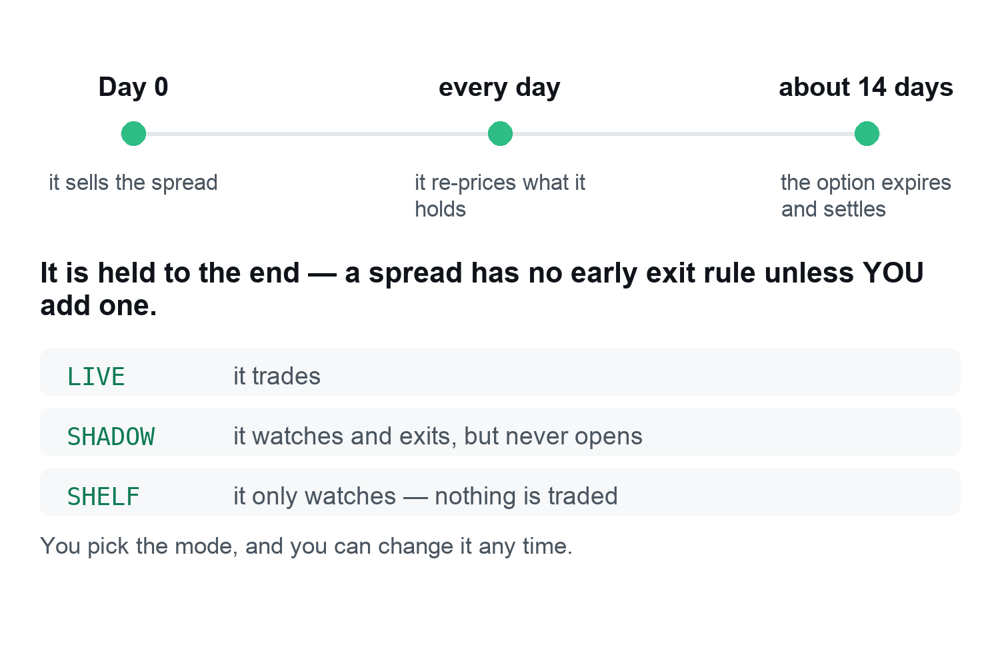 Day 0
every day
about 14 days
it sells the spread
it re-prices what it
holds
the option expires
and settles
It is held to the end — a spread has no early exit rule unless YOU
add one.
LIVE it trades
SHADOW it watches and exits, but never opens
SHELF it only watches — nothing is traded
You pick the mode, and you can change it any time.